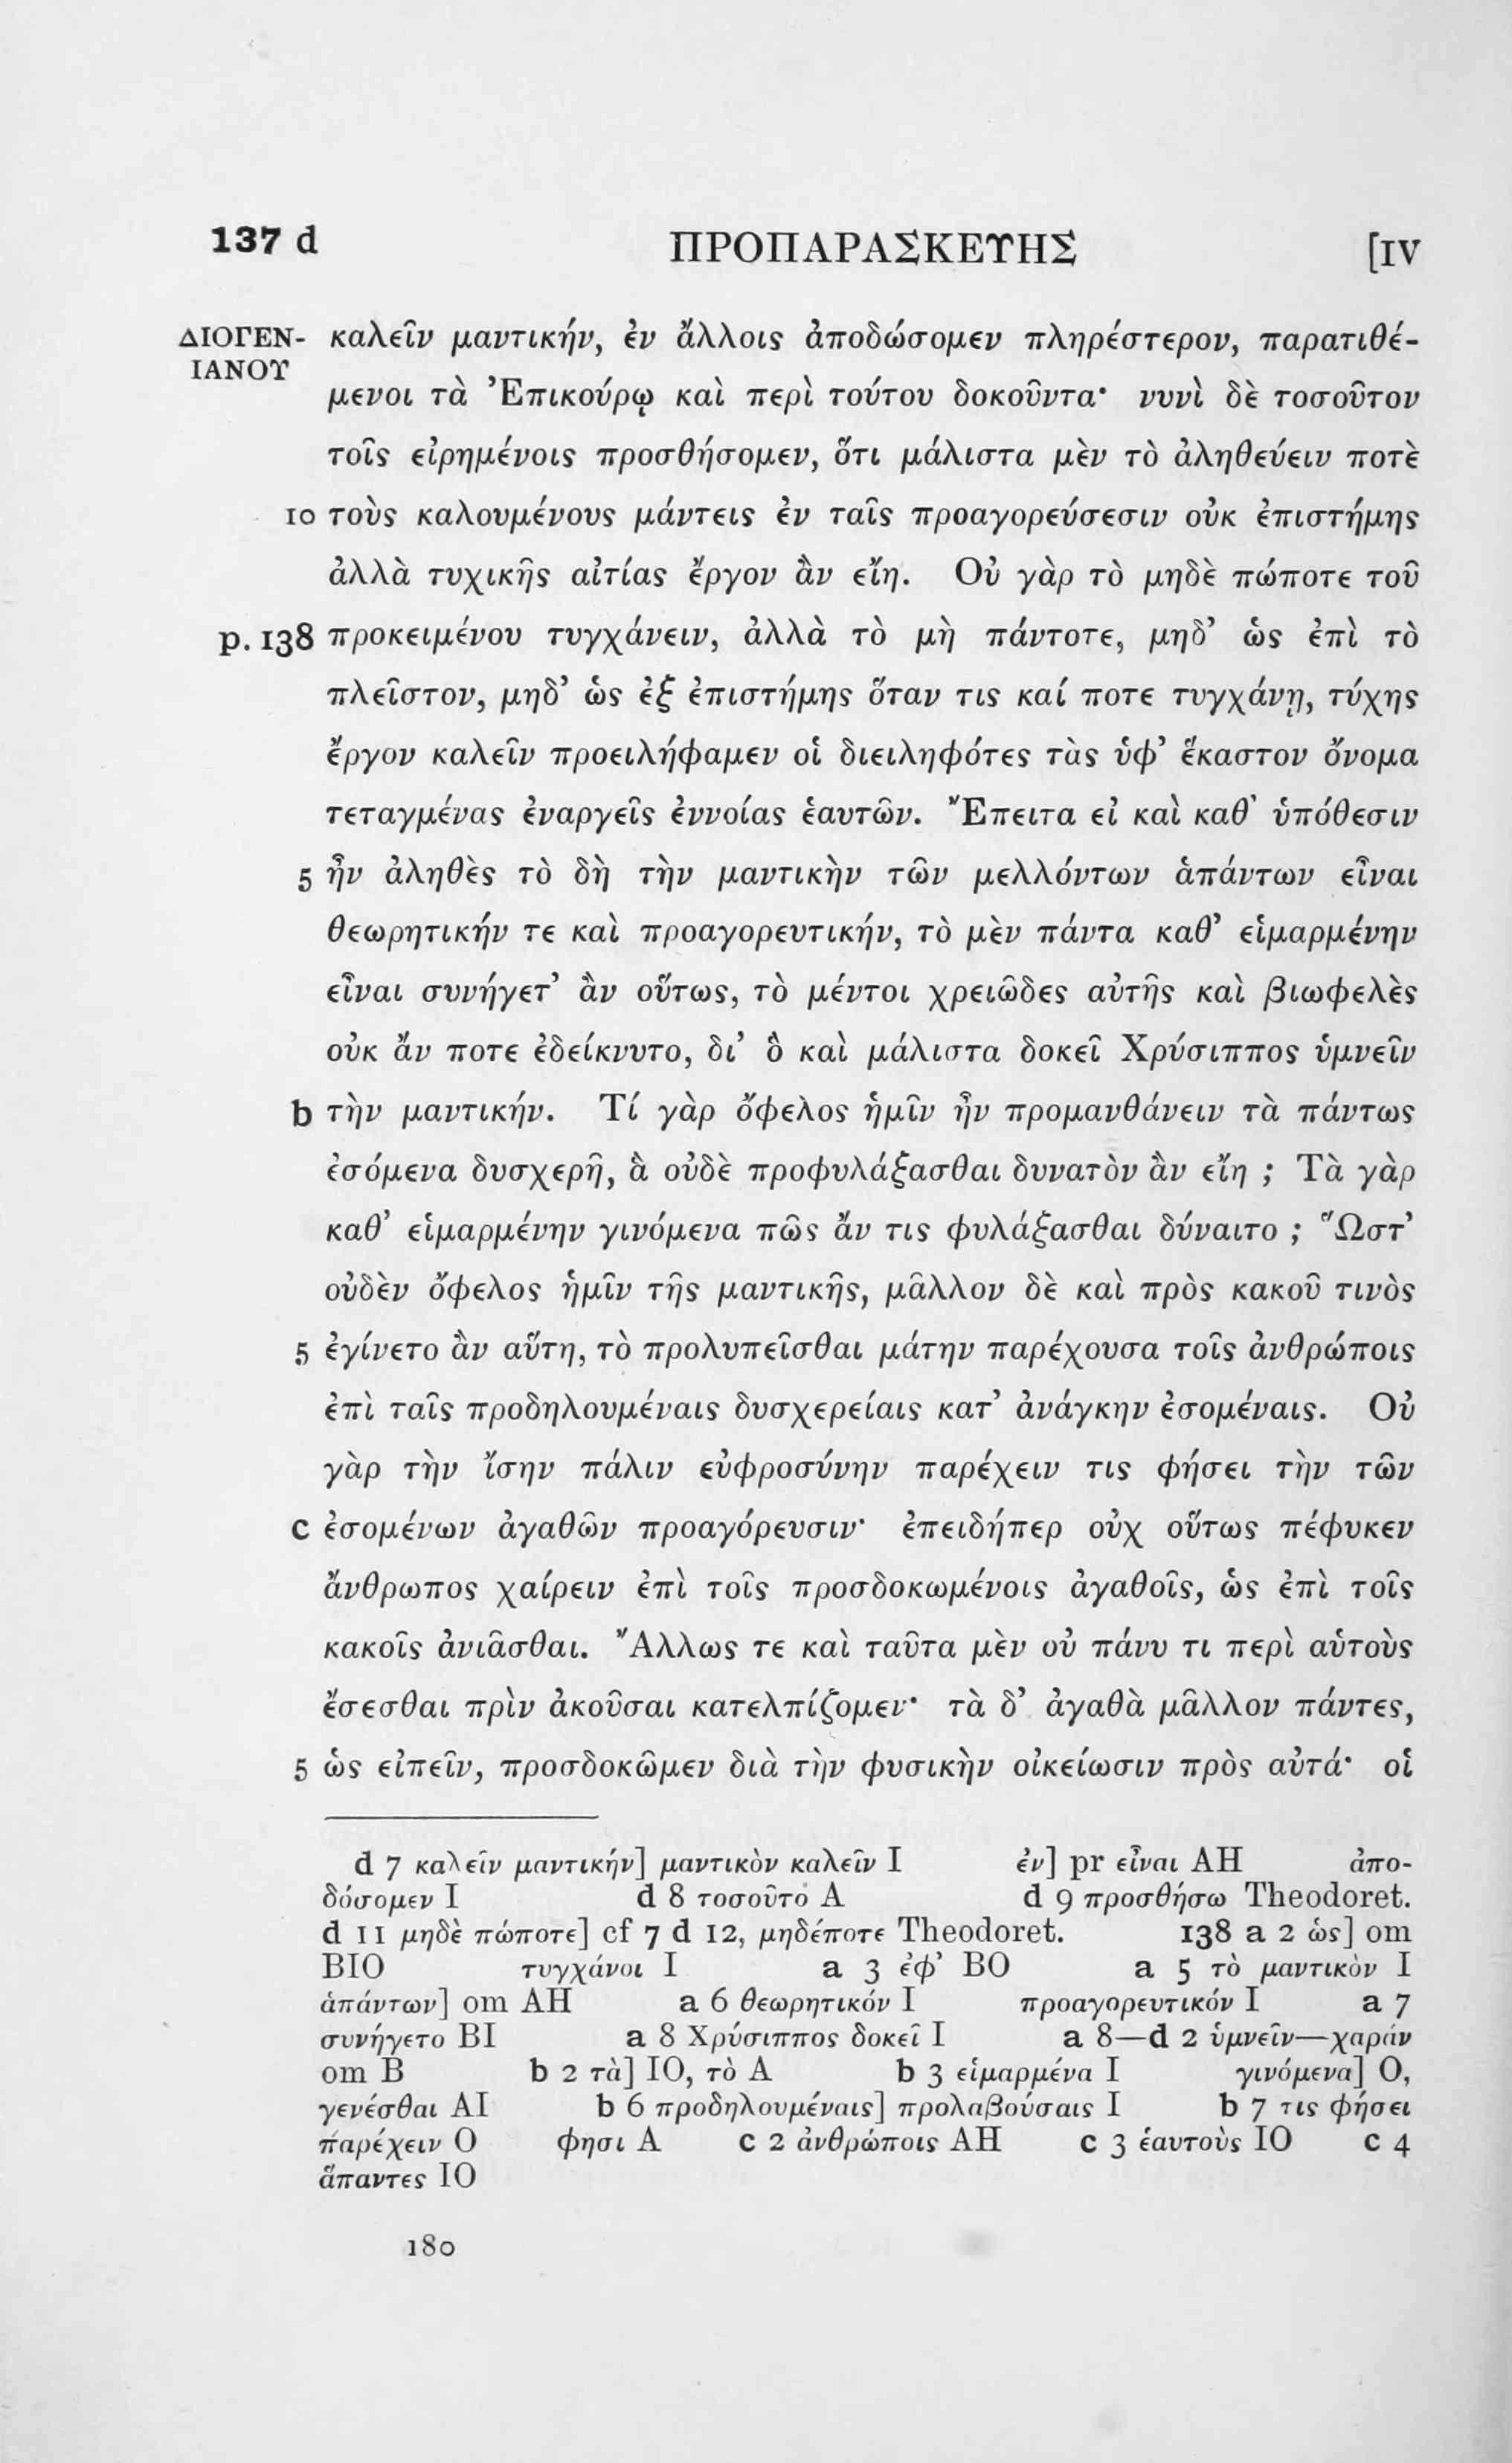 137 d ΠΡΟΠΑΡΑΣΚΕΥΗΣ [IV
ΔΙΟΓΕΝ- καλεῖν μαντικήν, ἐν ἄλλοις ἀποδώσομεν πληρέστερον, παρατιθέ-
ΙΑΝΟΥ
μενοι τὰ Ἐπικούρῳ καὶ περὶ τούτου δοκοῦντα· νυνὶ δὲ τοσοῦτον
τοῖς εἰρημένοις προσθήσομεν, ὅτι μάλιστα μὲν τὸ ἀληθεύειν ποτὲ
10 τοὺς καλουμένους μάντεις ἐν ταῖς προαγορεύσεσιν οὐκ ἐπιστήμης
ἀλλὰ τυχικῆς αἰτίας ἔργον ἂν εἴη. Οὐ γὰρ τὸ μηδὲ πώποτε τοῦ
p. 138 προκειμένου τυγχάνειν, ἀλλὰ τὸ μὴ πάντοτε, μηδ’ ὡς ἐπὶ τὸ
πλεῖστον, μηδ’ ὡς ἐξ ἐπιστήμης ὅταν τις καί ποτε τυγχάνῃ, τύχης
ἔργον καλεῖν προειλήφαμεν οἱ διειληφότες τὰς ὑφ’ ἕκαστον ὄνομα
τεταγμένας ἐναργεῖς ἐννοίας ἑαυτῶν. Ἔπειτα εἰ καὶ καθ’ ὑπόθεσιν
5 ἦν ἀληθὲς τὸ δὴ τὴν μαντικὴν τῶν μελλόντων ἁπάντων εἶναι
θεωρητικήν τε καὶ προαγορευτικήν, τὸ μὲν πάντα καθ’ εἱμαρμένην
εἶναι συνήγετ’ ἂν οὕτως, τὸ μέντοι χρειῶδες αὐτῆς καὶ βιωφελὲς
οὐκ ἄν ποτε ἐδείκνυτο, δι’ ὃ καὶ μάλιστα δοκεῖ Χρύσιππος ὑμνεῖν
b τὴν μαντικήν. Τί γὰρ ὄφελος ἡμῖν ἦν προμανθάνειν τὰ πάντως
ἐσόμενα δυσχερῆ, ἃ οὐδὲ προφυλάξασθαι δυνατὸν ἂν εἴη ; Τὰ γὰρ
καθ’ εἱμαρμένην γινόμενα πῶς ἄν τις φυλάξασθαι δύναιτο ; Ὥστ’
οὐδὲν ὄφελος ἡμῖν τῆς μαντικῆς, μᾶλλον δὲ καὶ πρὸς κακοῦ τινὸς
5 ἐγίνετο ἂν αὕτη, τὸ προλυπεῖσθαι μάτην παρέχουσα τοῖς ἀνθρώποις
ἐπὶ ταῖς προδηλουμέναις δυσχερείαις κατ’ ἀνάγκην ἐσομέναις. Οὐ
γὰρ τὴν ἴσην πάλιν εὐφροσύνην παρέχειν τις φήσει τὴν τῶν
c ἐσομένων ἀγαθῶν προαγόρευσιν· ἐπειδήπερ οὐχ οὕτως πέφυκεν
ἄνθρωπος χαίρειν ἐπὶ τοῖς προσδοκωμένοις ἀγαθοῖς, ὡς ἐπὶ τοῖς
κακοῖς ἀνιᾶσθαι. Ἄλλως τε καὶ ταῦτα μὲν οὐ πάνυ τι περὶ αὑτοὺς
ἔσεσθαι πρὶν ἀκοῦσαι κατελπίζομεν· τὰ δ’ ἀγαθὰ μᾶλλον πάντες,
5 ὡς εἰπεῖν, προσδοκῶμεν διὰ τὴν φυσικὴν οἰκείωσιν πρὸς αὐτά· οἱ
d 7 καλεῖν μαντικήν] μαντικὸν καλεῖν I ἐν] pr εἶναι AH ἀπο-
δόσομεν I d 8 τοσοῦτο A d 9 προσθήσω Theodoret.
d 11 μηδὲ πώποτε] cf 7 d 12, μηδέποτε Theodoret. 138 a 2 ὡς] om
BIO τυγχάνοι I a 3 ἐφ’ BO a 5 τὸ μαντικὸν I
ἁπάντων] om AH a 6 θεωρητικόν I προαγορευτικόν I a 7
συνήγετο BI a 8 Χρύσιππος δοκεῖ I a 8—d 2 ὑμνεῖν—χαράν
om B b 2 τὰ] IO, τὸ A b 3 εἱμαρμένα I γινόμενα] O,
γενέσθαι AI b 6 προδηλουμέναις] προλαβούσαις I b 7 τις φήσει
παρέχειν O φησι A c 2 ἀνθρώποις AH c 3 ἑαυτοὺς IO c 4
ἅπαντες IO
180